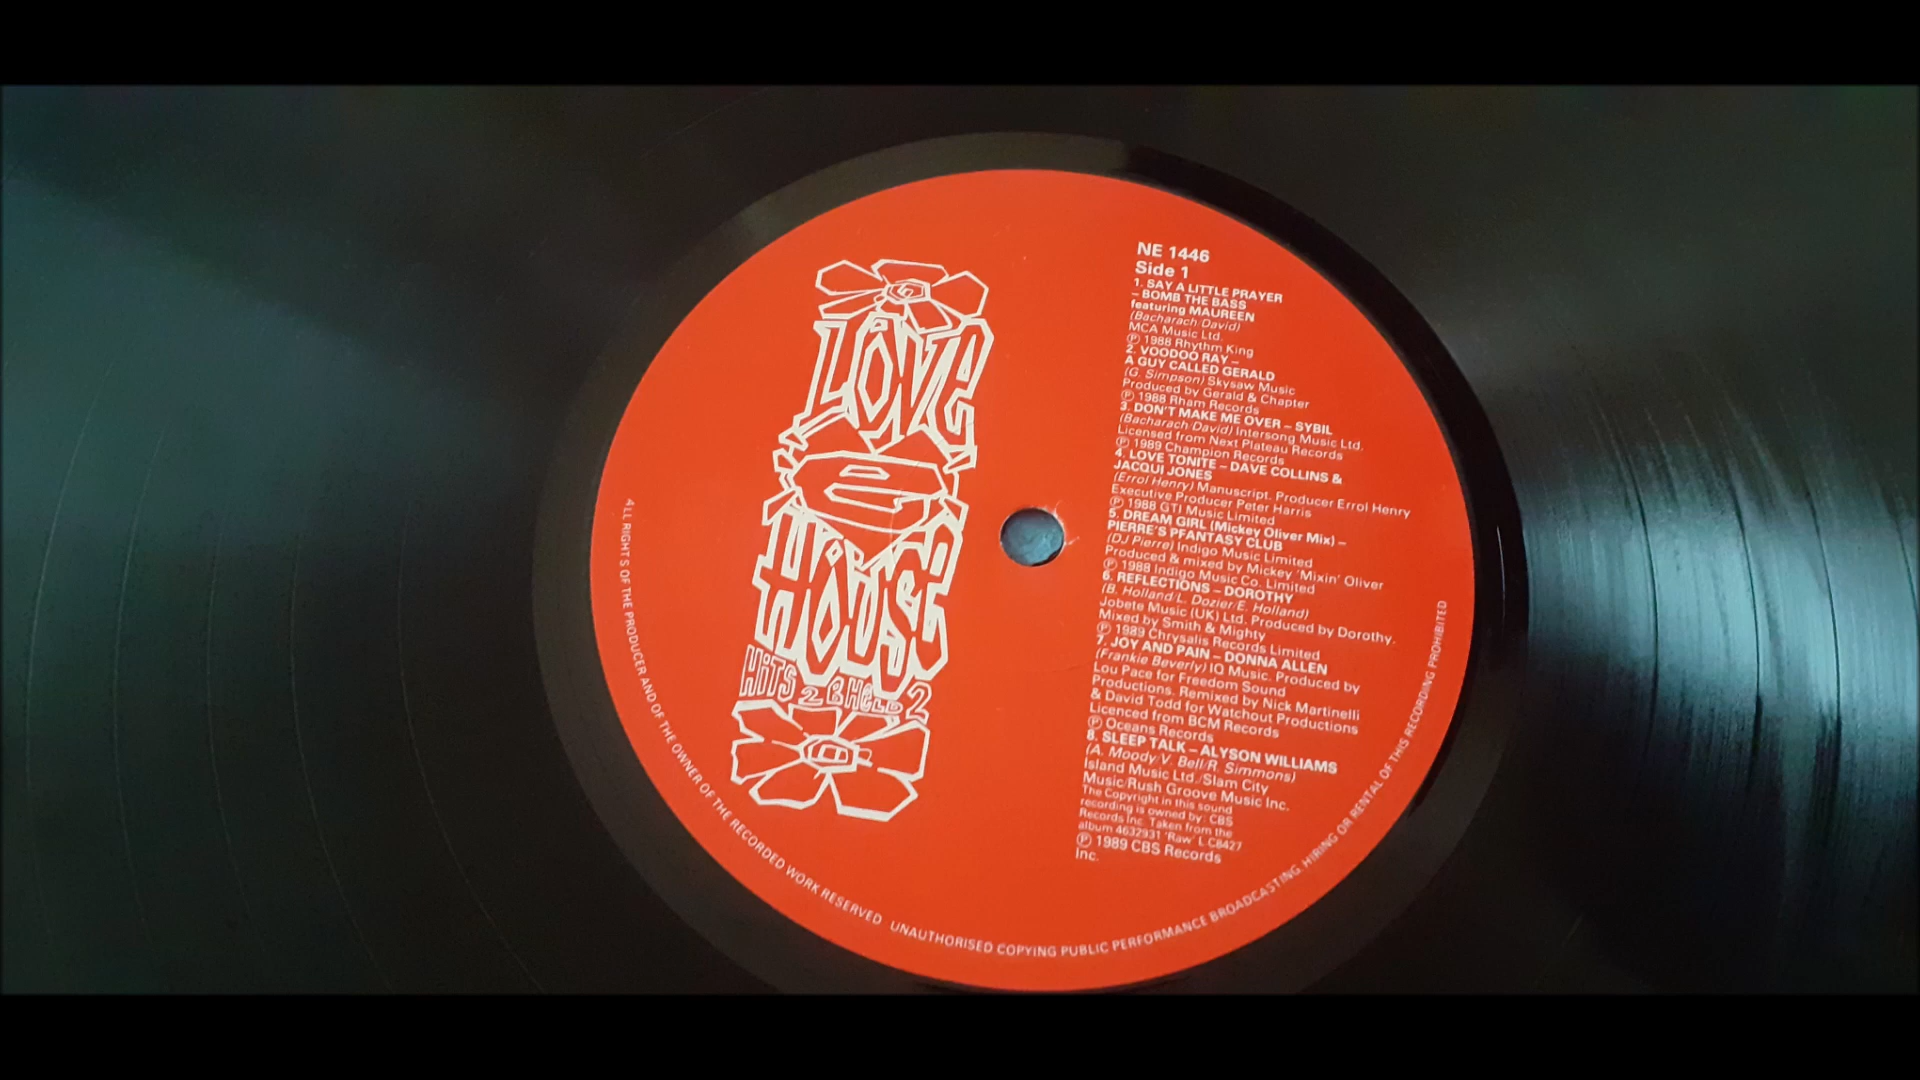 LOVE
HOUSE
HITS 2 B HELD 2
NE 1446
Side 1
1. SAY A LITTLE PRAYER
– BOMB THE BASS
featuring MAUREEN
(Bacharach/David)
MCA Music Ltd.
Ⓟ 1988 Rhythm King
2. VOODOO RAY –
A GUY CALLED GERALD
(G. Simpson) Skysaw Music
Produced by Gerald & Chapter
Ⓟ 1988 Rham Records
3. DON'T MAKE ME OVER – SYBIL
(Bacharach/David) Intersong Music Ltd.
Licensed from Next Plateau Records
Ⓟ 1989 Champion Records
4. LOVE TONITE – DAVE COLLINS &
JACQUI JONES
(Errol Henry) Manuscript. Producer Errol Henry
Executive Producer Peter Harris
Ⓟ 1988 GTI Music Limited
5. DREAM GIRL (Mickey Oliver Mix) –
PIERRE'S PFANTASY CLUB
(DJ Pierre) Indigo Music Limited
Produced & mixed by Mickey 'Mixin' Oliver
Ⓟ 1988 Indigo Music Co. Limited
6. REFLECTIONS – DOROTHY
(B. Holland/L. Dozier/E. Holland)
Jobete Music (UK) Ltd. Produced by Dorothy.
Mixed by Smith & Mighty
Ⓟ 1989 Chrysalis Records Limited
7. JOY AND PAIN – DONNA ALLEN
(Frankie Beverly) IQ Music. Produced by
Lou Pace for Freedom Sound
Productions. Remixed by Nick Martinelli
& David Todd for Watchout Productions
Licenced from BCM Records
Ⓟ Oceans Records
8. SLEEP TALK – ALYSON WILLIAMS
(A. Moody/V. Bell/R. Simmons)
Island Music Ltd./Slam City
Music/Rush Groove Music Inc.
The Copyright in this sound
recording is owned by: CBS
Records Inc. Taken from the
album 4632931 'Raw' LC8427
Ⓟ 1989 CBS Records
Inc.
ALL RIGHTS OF THE PRODUCER AND OF THE OWNER OF THE RECORDED WORK RESERVED UNAUTHORISED COPYING PUBLIC PERFORMANCE BROADCASTING HIRING OR RENTAL OF THIS RECORDING PROHIBITED